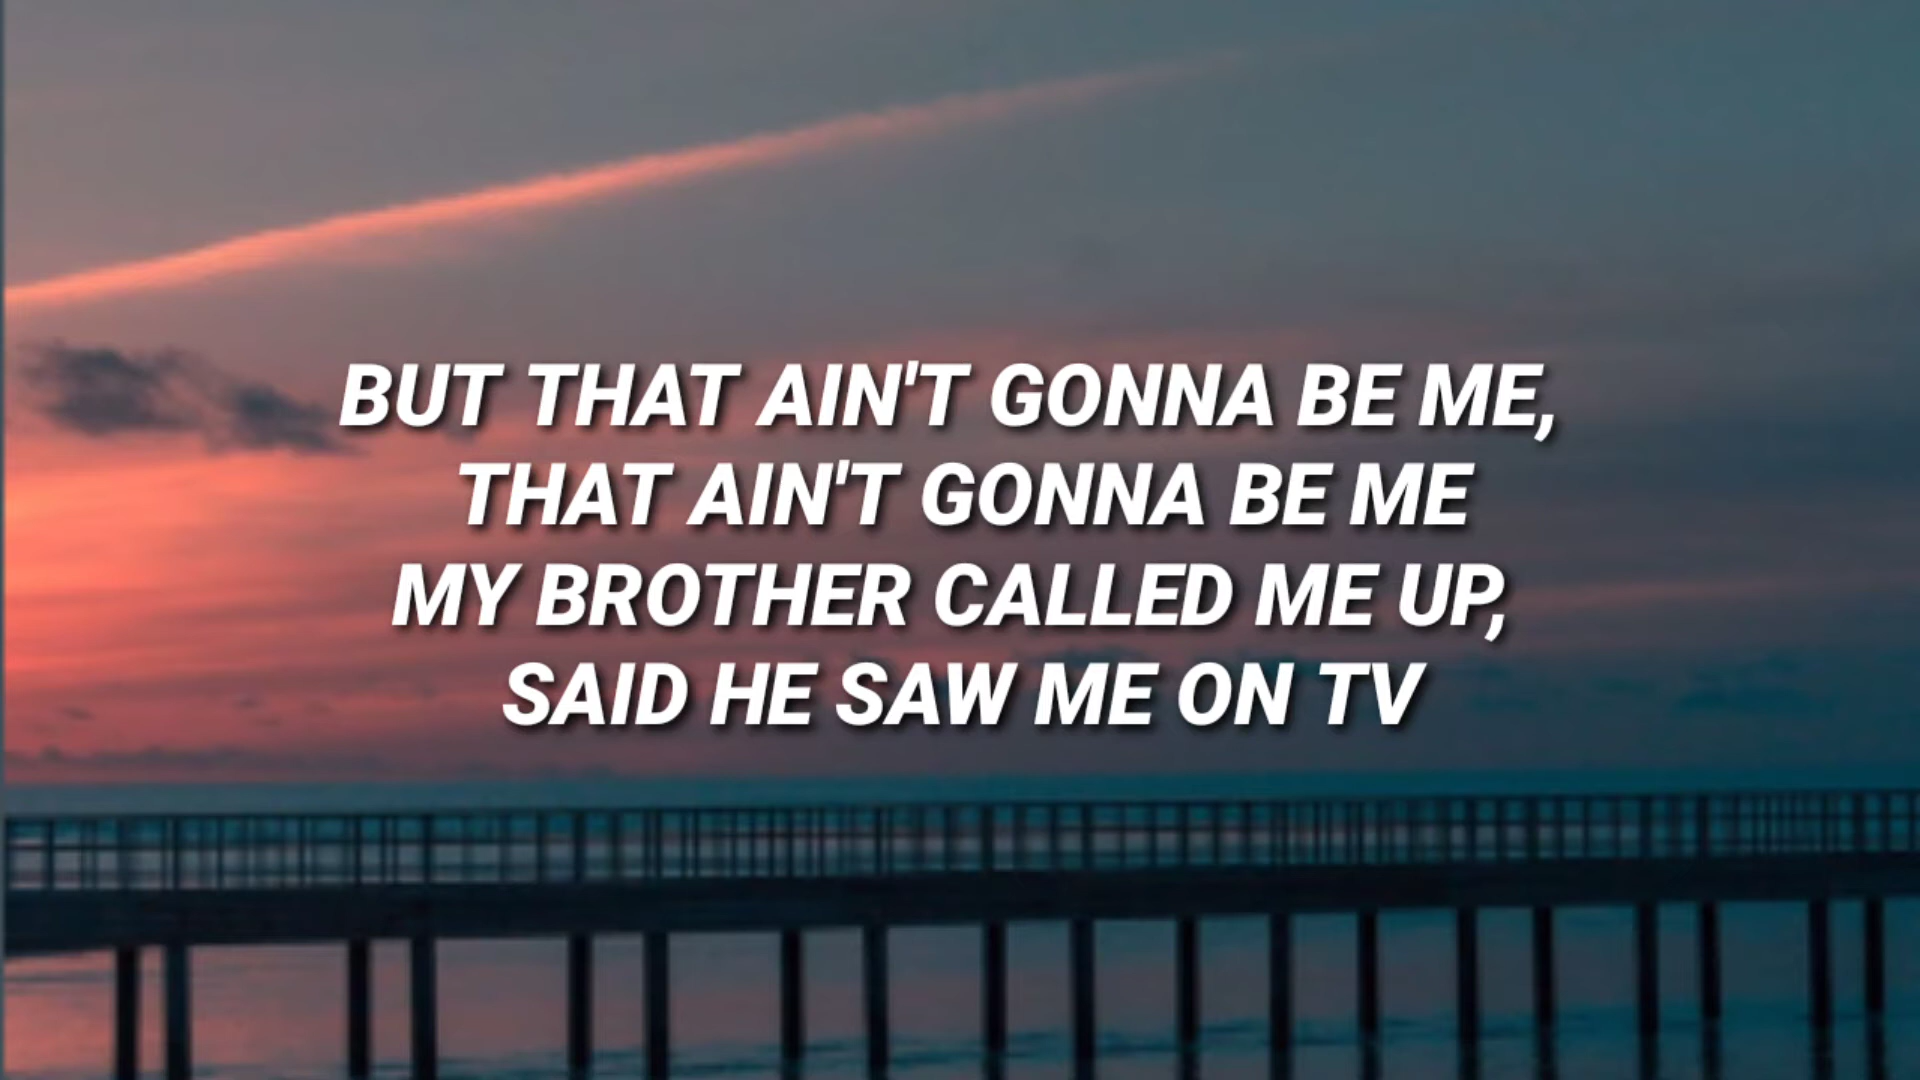 BUT THAT AIN'T GONNA BE ME,
THAT AIN'T GONNA BE ME
MY BROTHER CALLED ME UP,
SAID HE SAW ME ON TV